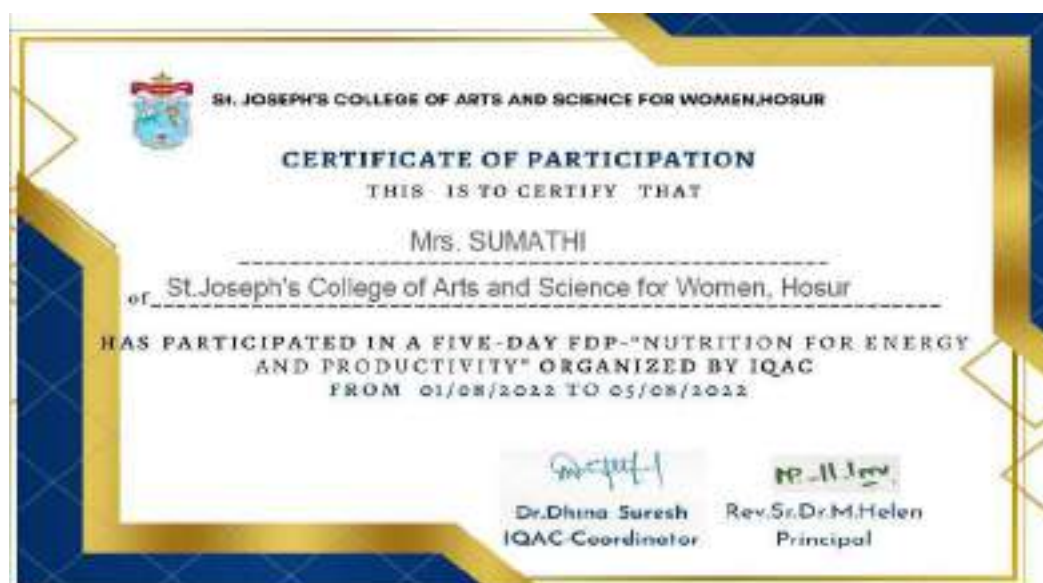 St. JOSEPH'S COLLEGE OF ARTS AND SCIENCE FOR WOMEN,HOSUR
CERTIFICATE OF PARTICIPATION
THIS IS TO CERTIFY THAT
Mrs. SUMATHI
of St.Joseph's College of Arts and Science for Women, Hosur
HAS PARTICIPATED IN A FIVE-DAY FDP-"NUTRITION FOR ENERGY
AND PRODUCTIVITY" ORGANIZED BY IQAC
FROM 01/08/2022 TO 05/08/2022
Dr.Dhina Suresh Rev.Sr.Dr.M.Helen
IQAC-Coordinator Principal